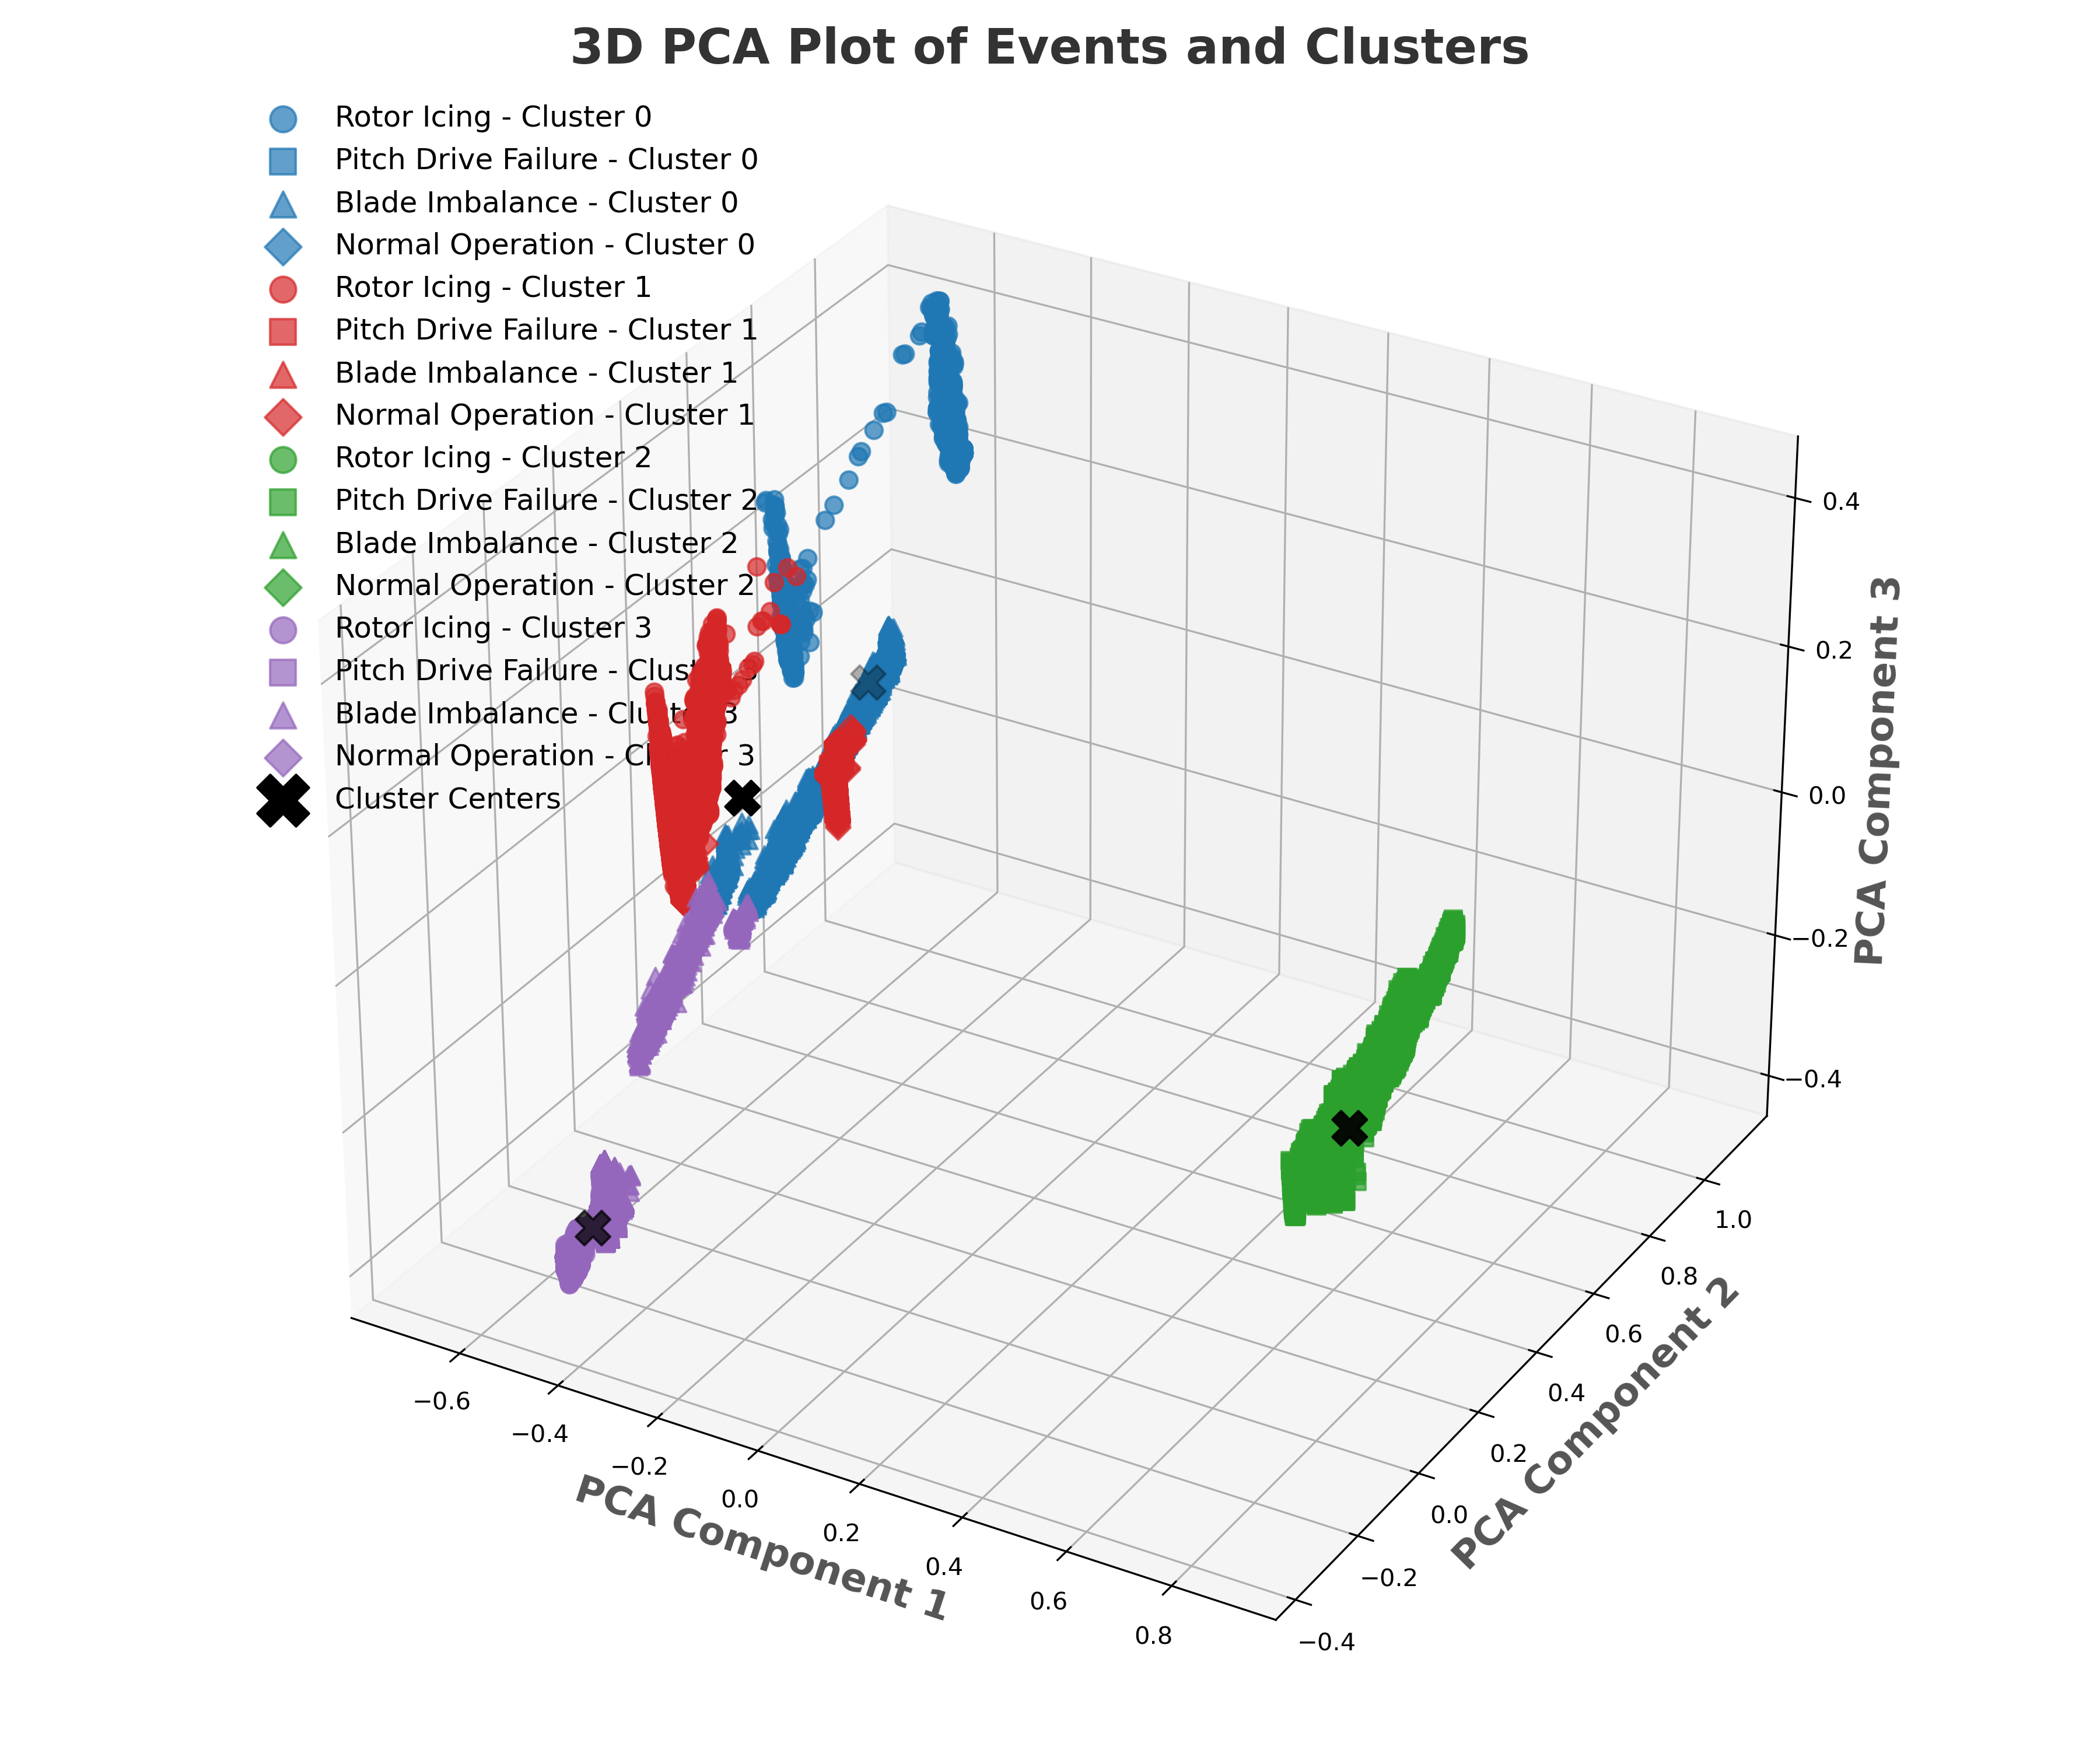 3D PCA Plot of Events and Clusters
Rotor Icing - Cluster 0
Pitch Drive Failure - Cluster 0
Blade Imbalance - Cluster 0
Normal Operation - Cluster 0
Rotor Icing - Cluster 1
Pitch Drive Failure - Cluster 1
Blade Imbalance - Cluster 1
Normal Operation - Cluster 1
Rotor Icing - Cluster 2
Pitch Drive Failure - Cluster 2
Blade Imbalance - Cluster 2
Normal Operation - Cluster 2
Rotor Icing - Cluster 3
Pitch Drive Failure - Cluster 3
Blade Imbalance - Cluster 3
Normal Operation - Cluster 3
Cluster Centers
0.4
0.2
0.0
−0.2
−0.4
PCA Component 3
1.0
0.8
0.6
0.4
0.2
0.0
−0.2
−0.4
PCA Component 2
−0.6
−0.4
−0.2
0.0
0.2
0.4
0.6
0.8
PCA Component 1